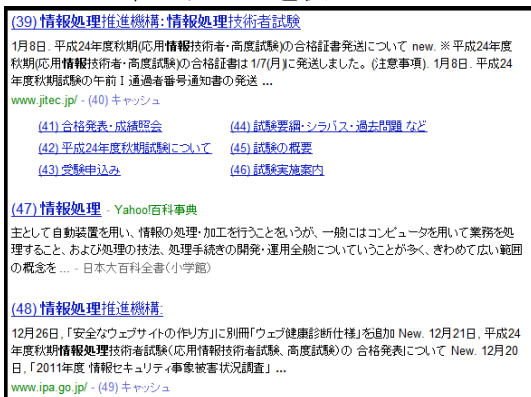 (39) 情報処理推進機構:情報処理技術者試験
1月8日. 平成24年度秋期(応用情報技術者・高度試験)の合格証書発送について new. ※平成24年度
秋期(応用情報技術者・高度試験)の合格証書は1/7(月)に発送しました。(注意事項). 1月8日. 平成24
年度秋期試験の午前Ⅰ通過者番号通知書の発送 ...
www.jitec.jp/ - (40) キャッシュ
(41) 合格発表・成績照会 (44) 試験要綱・シラバス・過去問題 など
(42) 平成24年度秋期試験について (45) 試験の概要
(43) 受験申込み (46) 試験実施案内
(47) 情報処理 - Yahoo!百科事典
主として自動装置を用い、情報の処理・加工を行うことをいうが、一般にはコンピュータを用いて業務を処
理すること、および処理の技法、処理手続きの開発・運用全般についていうことが多く、きわめて広い範囲
の概念を ... - 日本大百科全書(小学館)
(48) 情報処理推進機構:
12月26日, 「安全なウェブサイトの作り方」に別冊「ウェブ健康診断仕様」を追加 New. 12月21日, 平成24
年度秋期情報処理技術者試験(応用情報技術者試験、高度試験)の 合格発表について New. 12月20
日, 「2011年度 情報セキュリティ事象被害状況調査」 ...
www.ipa.go.jp/ - (49) キャッシュ